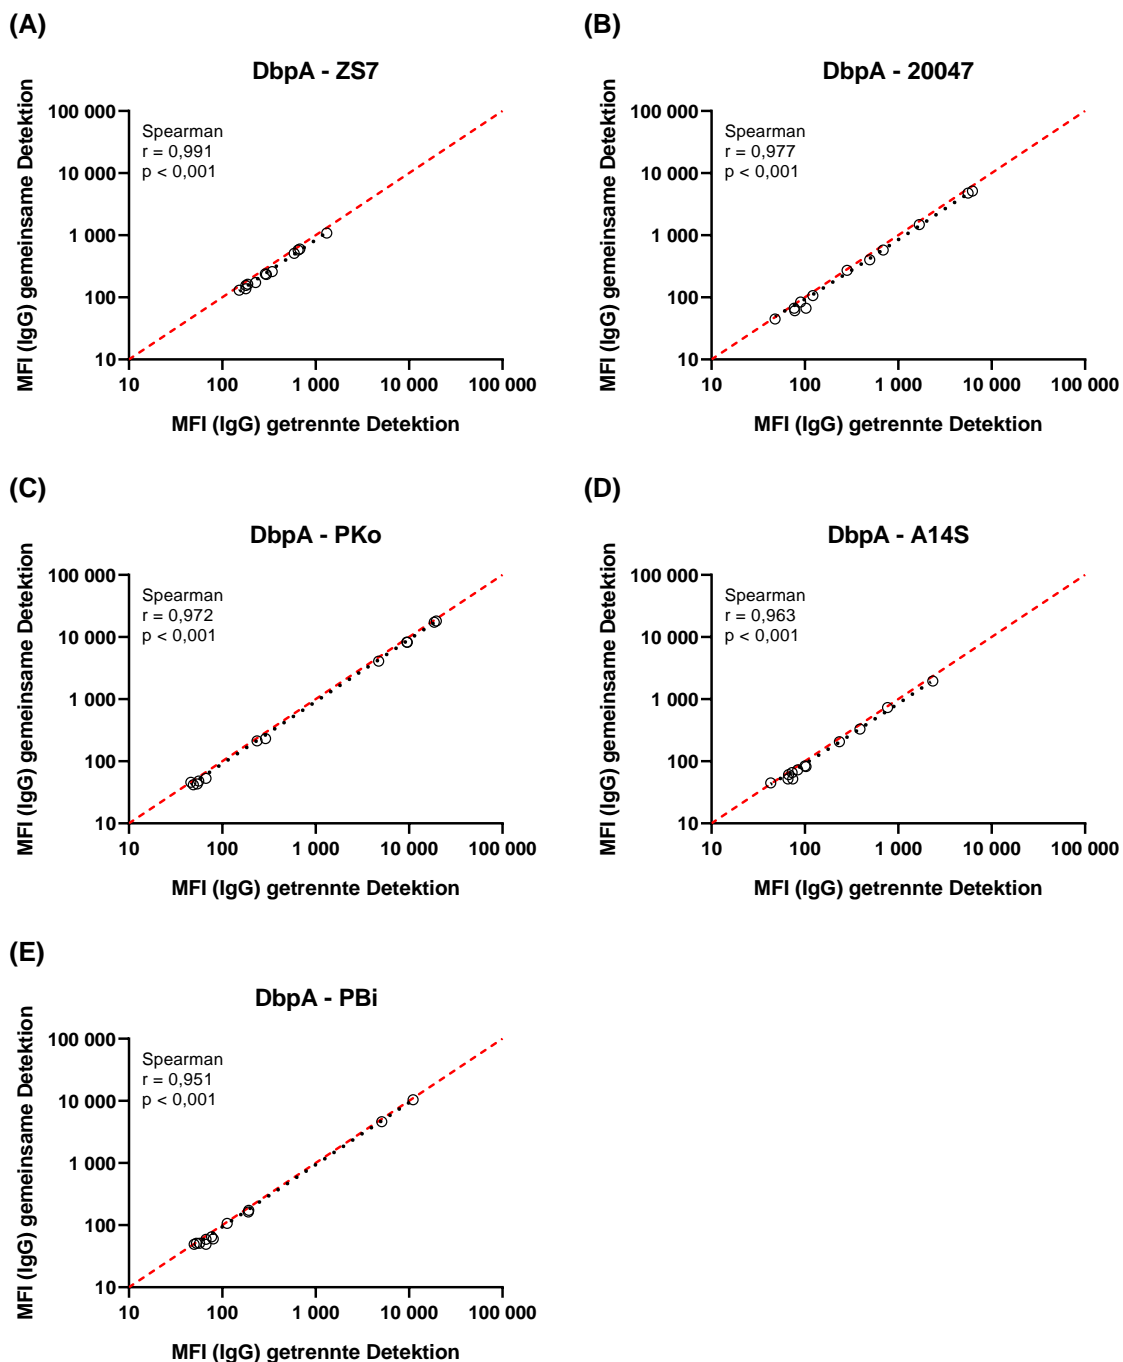 (A)
DbpA - ZS7
MFI (IgG) gemeinsame Detektion
100 000
10 000
1 000
100
10
Spearman
r = 0,991
p < 0,001
10 100 1 000 10 000 100 000
MFI (IgG) getrennte Detektion
(B)
DbpA - 20047
MFI (IgG) gemeinsame Detektion
100 000
10 000
1 000
100
10
Spearman
r = 0,977
p < 0,001
10 100 1 000 10 000 100 000
MFI (IgG) getrennte Detektion
(C)
DbpA - PKo
MFI (IgG) gemeinsame Detektion
100 000
10 000
1 000
100
10
Spearman
r = 0,972
p < 0,001
10 100 1 000 10 000 100 000
MFI (IgG) getrennte Detektion
(D)
DbpA - A14S
MFI (IgG) gemeinsame Detektion
100 000
10 000
1 000
100
10
Spearman
r = 0,963
p < 0,001
10 100 1 000 10 000 100 000
MFI (IgG) getrennte Detektion
(E)
DbpA - PBi
MFI (IgG) gemeinsame Detektion
100 000
10 000
1 000
100
10
Spearman
r = 0,951
p < 0,001
10 100 1 000 10 000 100 000
MFI (IgG) getrennte Detektion